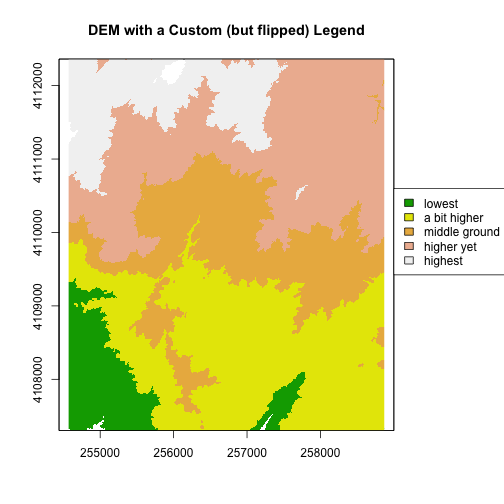 DEM with a Custom (but flipped) Legend
4112000
4111000
4110000
4109000
4108000
255000 256000 257000 258000
lowest
a bit higher
middle ground
higher yet
highest